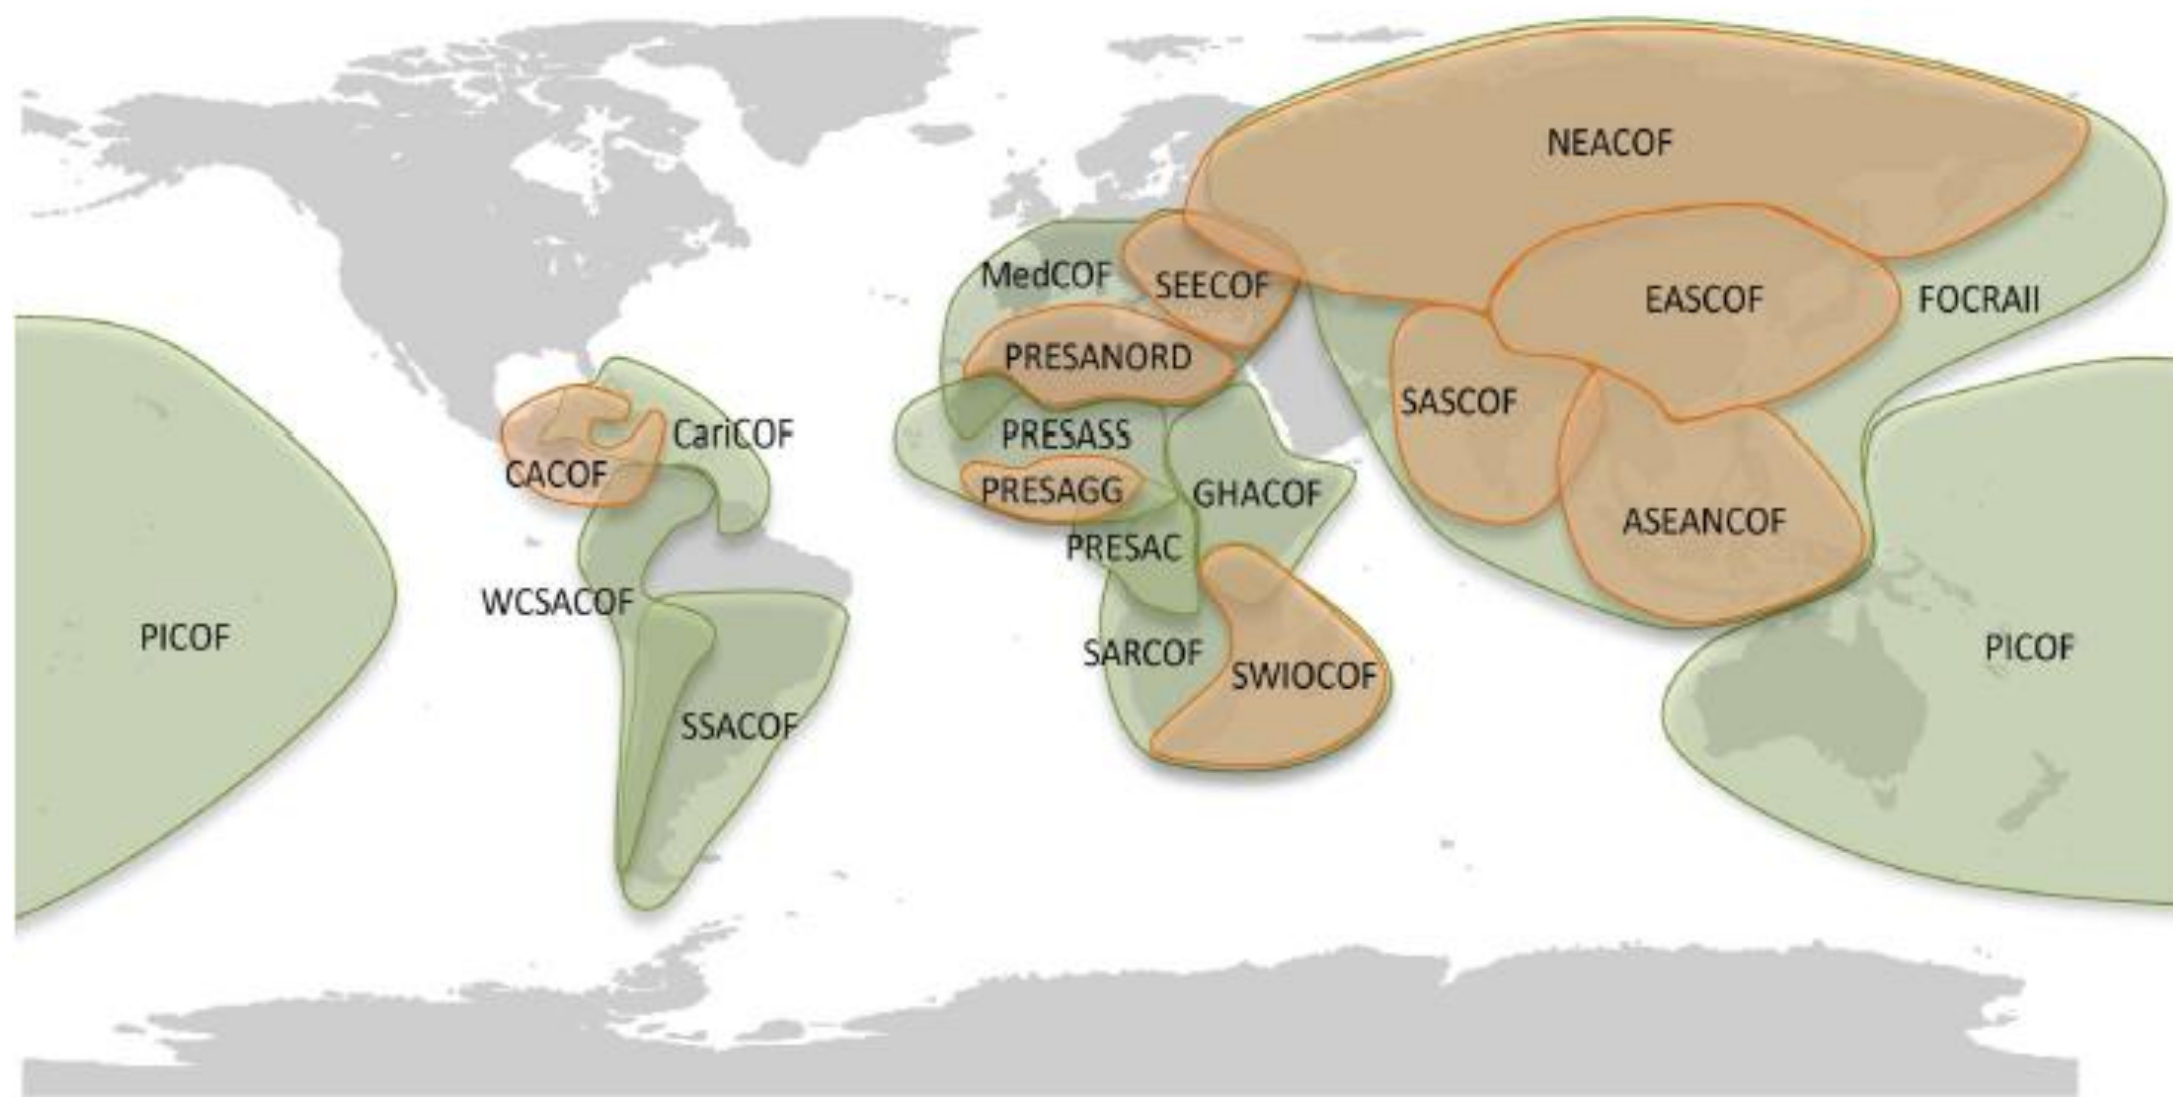 NEACOF
MedCOF
SEECOF
EASCOF
FOCRAII
PRESANORD
SASCOF
CariCOF
PRESASS
CACOF
PRESAGG
GHACOF
ASEANCOF
PRESAC
WCSACOF
PICOF
SARCOF
SWIOCOF
PICOF
SSACOF